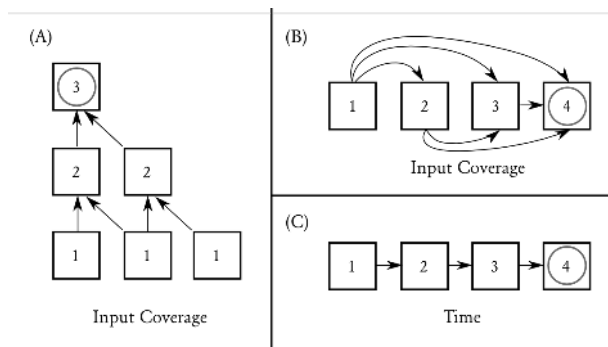 (A)
3
2 2
1 1 1
Input Coverage
(B)
1 2 3 4
Input Coverage
(C)
1 2 3 4
Time